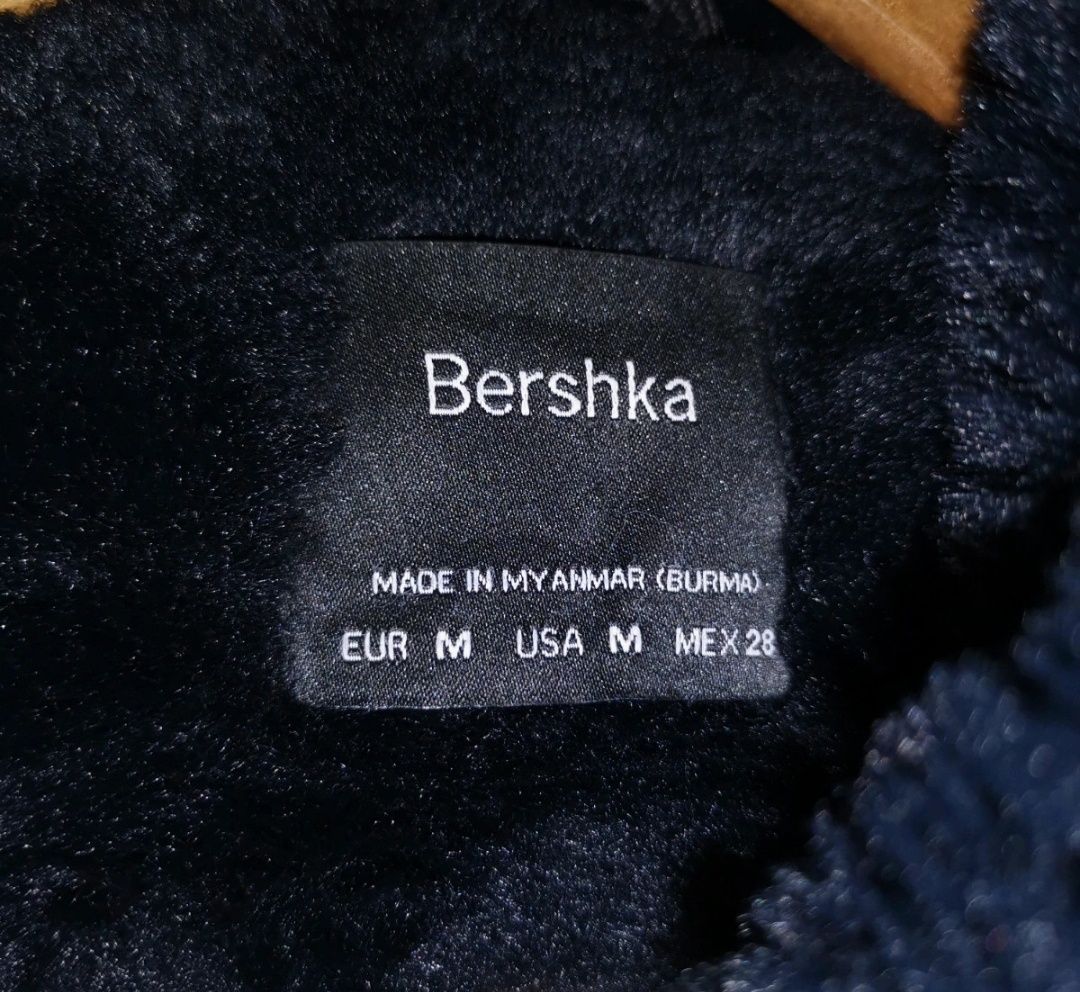 Bershka
MADE IN MYANMAR (BURMA)
EUR M USA M MEX 28